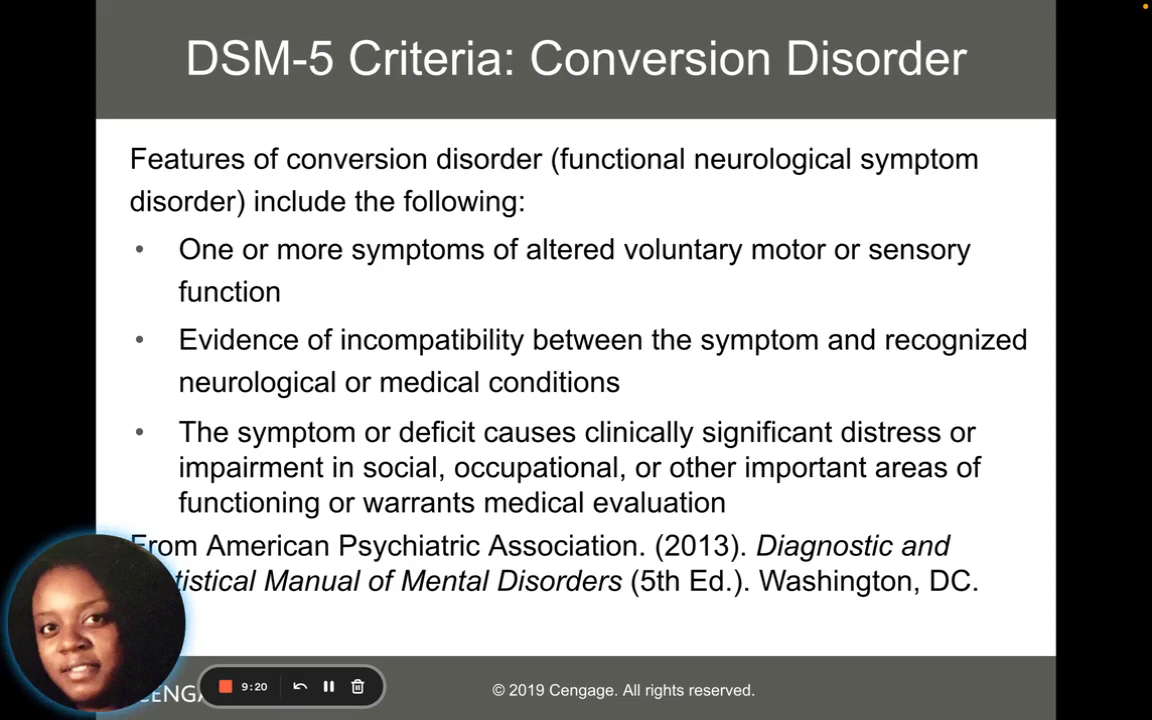 DSM-5 Criteria: Conversion Disorder
Features of conversion disorder (functional neurological symptom
disorder) include the following:
• One or more symptoms of altered voluntary motor or sensory
function
• Evidence of incompatibility between the symptom and recognized
neurological or medical conditions
• The symptom or deficit causes clinically significant distress or
impairment in social, occupational, or other important areas of
functioning or warrants medical evaluation
From American Psychiatric Association. (2013). Diagnostic and
tistical Manual of Mental Disorders (5th Ed.). Washington, DC.
9:20
CENGA
© 2019 Cengage. All rights reserved.